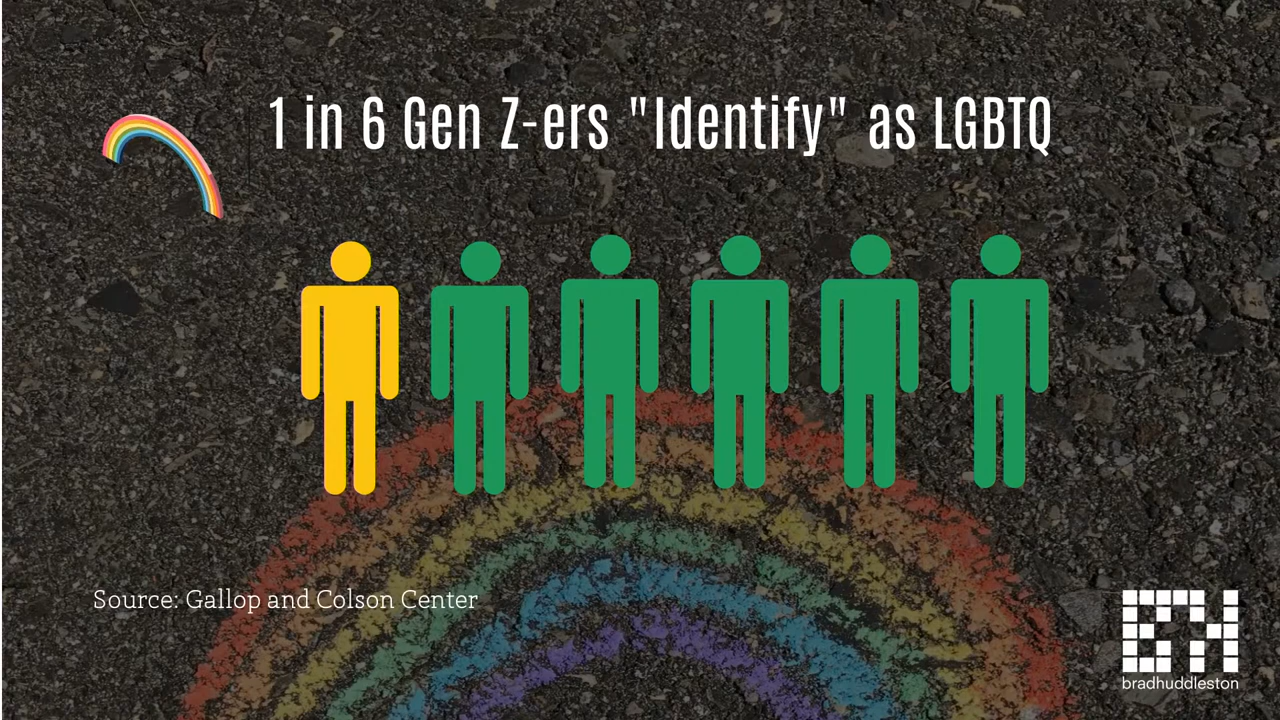 1 in 6 Gen Z-ers "Identify" as LGBTQ
Source: Gallop and Colson Center
bradhuddleston